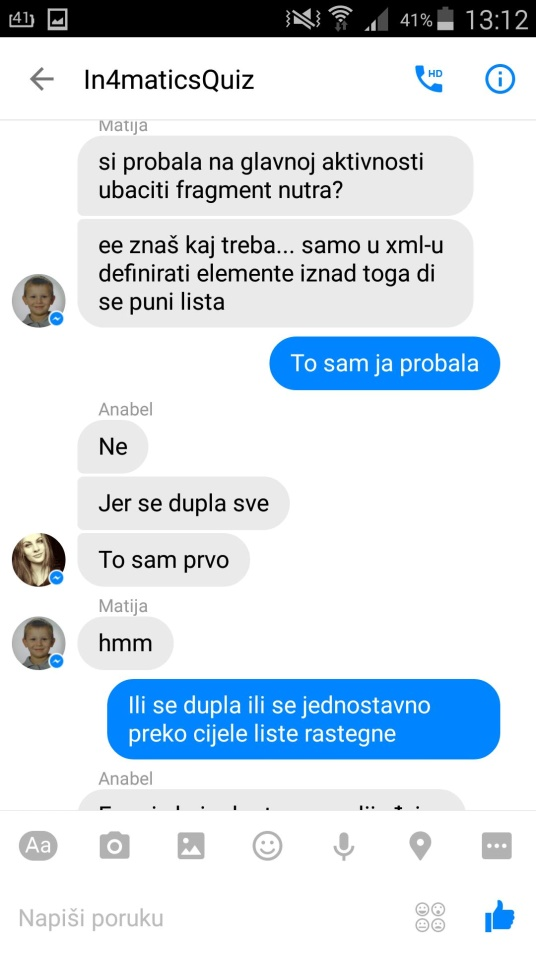 41
41%
13:12
In4maticsQuiz
HD
Matija
si probala na glavnoj aktivnosti
ubaciti fragment nutra?
ee znaš kaj treba... samo u xml-u
definirati elemente iznad toga di
se puni lista
To sam ja probala
Anabel
Ne
Jer se dupla sve
To sam prvo
Matija
hmm
Ili se dupla ili se jednostavno
preko cijele liste rastegne
Anabel
Aa
Napiši poruku